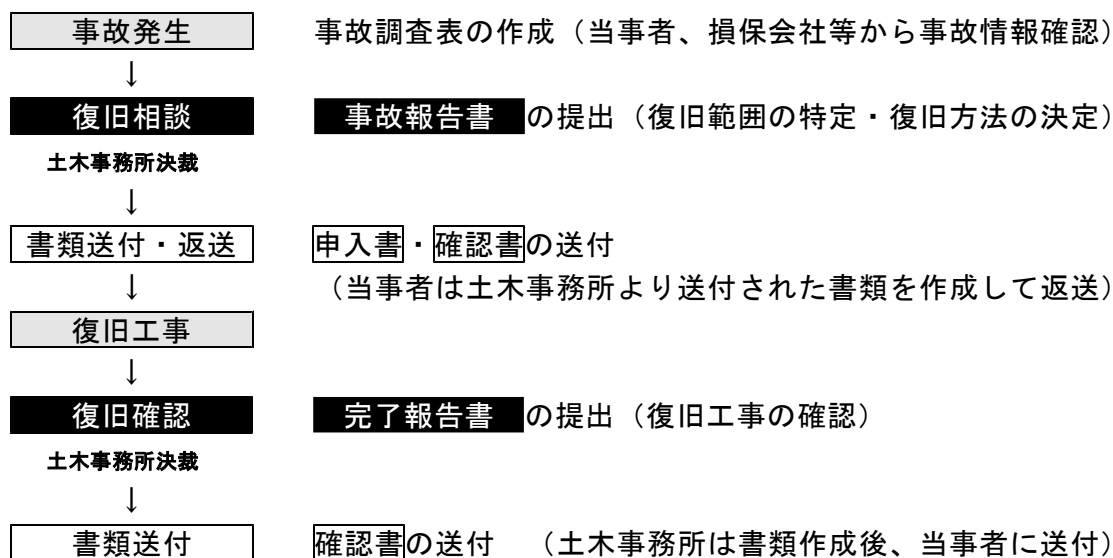 事故発生　事故調査表の作成（当事者、損保会社等から事故情報確認）
↓
復旧相談　事故報告書 の提出（復旧範囲の特定・復旧方法の決定）
土木事務所決裁
↓
書類送付・返送　申入書・確認書の送付
↓　（当事者は土木事務所より送付された書類を作成して返送）
復旧工事
↓
復旧確認　完了報告書 の提出（復旧工事の確認）
土木事務所決裁
↓
書類送付　確認書の送付　（土木事務所は書類作成後、当事者に送付）